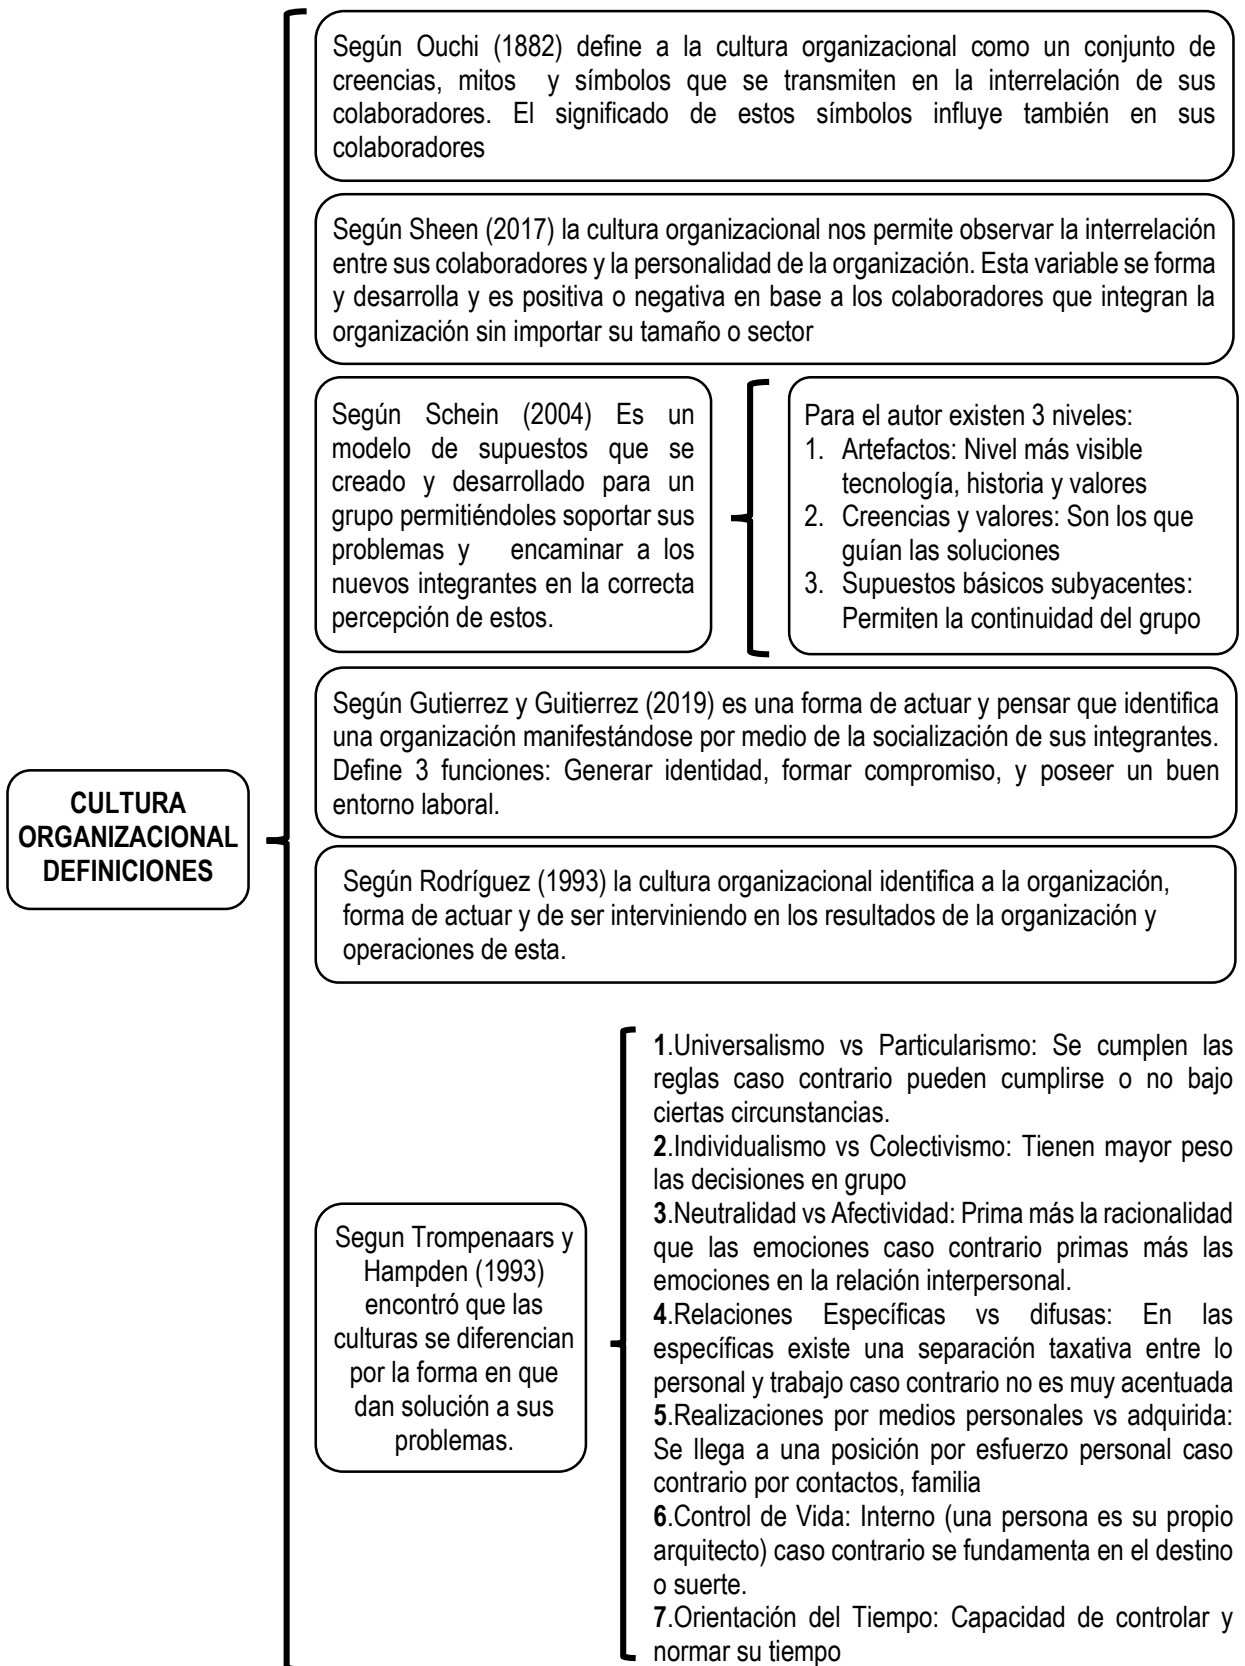 Según Ouchi (1882) define a la cultura organizacional como un conjunto de
creencias, mitos y símbolos que se transmiten en la interrelación de sus
colaboradores. El significado de estos símbolos influye también en sus
colaboradores
Según Sheen (2017) la cultura organizacional nos permite observar la interrelación
entre sus colaboradores y la personalidad de la organización. Esta variable se forma
y desarrolla y es positiva o negativa en base a los colaboradores que integran la
organización sin importar su tamaño o sector
Según Schein (2004) Es un
modelo de supuestos que se
creado y desarrollado para un
grupo permitiéndoles soportar sus
problemas y encaminar a los
nuevos integrantes en la correcta
percepción de estos.
Para el autor existen 3 niveles:
1. Artefactos: Nivel más visible
tecnología, historia y valores
2. Creencias y valores: Son los que
guían las soluciones
3. Supuestos básicos subyacentes:
Permiten la continuidad del grupo
Según Gutierrez y Guitierrez (2019) es una forma de actuar y pensar que identifica
una organización manifestándose por medio de la socialización de sus integrantes.
Define 3 funciones: Generar identidad, formar compromiso, y poseer un buen
entorno laboral.
CULTURA
ORGANIZACIONAL
DEFINICIONES
Según Rodríguez (1993) la cultura organizacional identifica a la organización,
forma de actuar y de ser interviniendo en los resultados de la organización y
operaciones de esta.
Segun Trompenaars y
Hampden (1993)
encontró que las
culturas se diferencian
por la forma en que
dan solución a sus
problemas.
1.Universalismo vs Particularismo: Se cumplen las
reglas caso contrario pueden cumplirse o no bajo
ciertas circunstancias.
2.Individualismo vs Colectivismo: Tienen mayor peso
las decisiones en grupo
3.Neutralidad vs Afectividad: Prima más la racionalidad
que las emociones caso contrario primas más las
emociones en la relación interpersonal.
4.Relaciones Específicas vs difusas: En las
específicas existe una separación taxativa entre lo
personal y trabajo caso contrario no es muy acentuada
5.Realizaciones por medios personales vs adquirida:
Se llega a una posición por esfuerzo personal caso
contrario por contactos, familia
6.Control de Vida: Interno (una persona es su propio
arquitecto) caso contrario se fundamenta en el destino
o suerte.
7.Orientación del Tiempo: Capacidad de controlar y
normar su tiempo